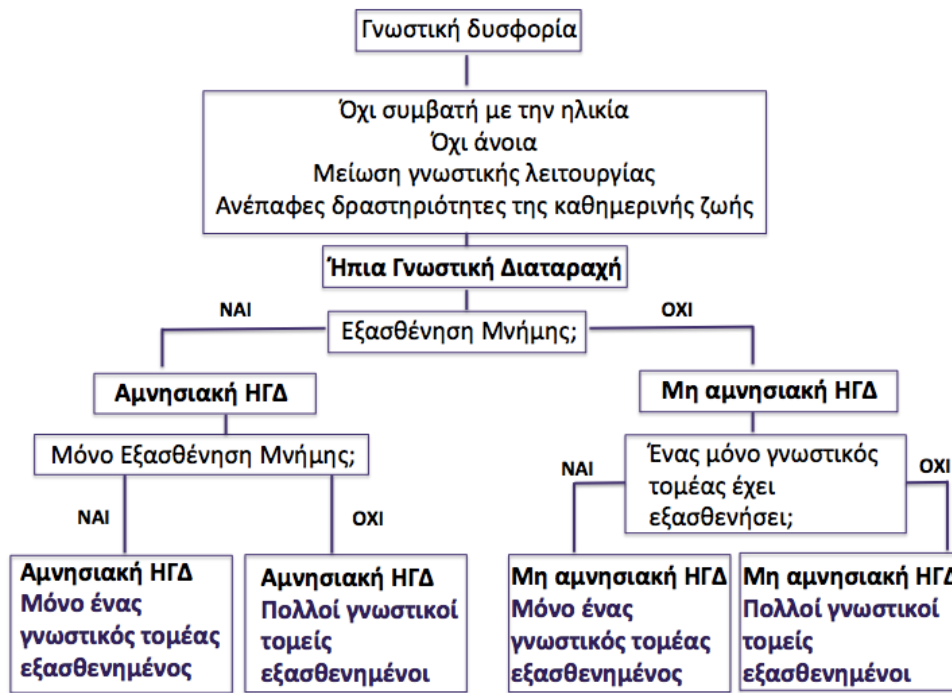 Γνωστική δυσφορία
Όχι συμβατή με την ηλικία
Όχι άνοια
Μείωση γνωστικής λειτουργίας
Ανέπαφες δραστηριότητες της καθημερινής ζωής
Ήπια Γνωστική Διαταραχή
ΝΑΙ
ΟΧΙ
Εξασθένηση Μνήμης;
Αμνησιακή ΗΓΔ
Μη αμνησιακή ΗΓΔ
Μόνο Εξασθένηση Μνήμης;
Ένας μόνο γνωστικός
τομέας έχει
εξασθενήσει;
ΝΑΙ
ΟΧΙ
ΝΑΙ
ΟΧΙ
Αμνησιακή ΗΓΔ
Μόνο ένας
γνωστικός τομέας
εξασθενημένος
Αμνησιακή ΗΓΔ
Πολλοί γνωστικοί
τομείς
εξασθενημένοι
Μη αμνησιακή ΗΓΔ
Μόνο ένας
γνωστικός τομέας
εξασθενημένος
Μη αμνησιακή ΗΓΔ
Πολλοί γνωστικοί
τομείς
εξασθενημένοι